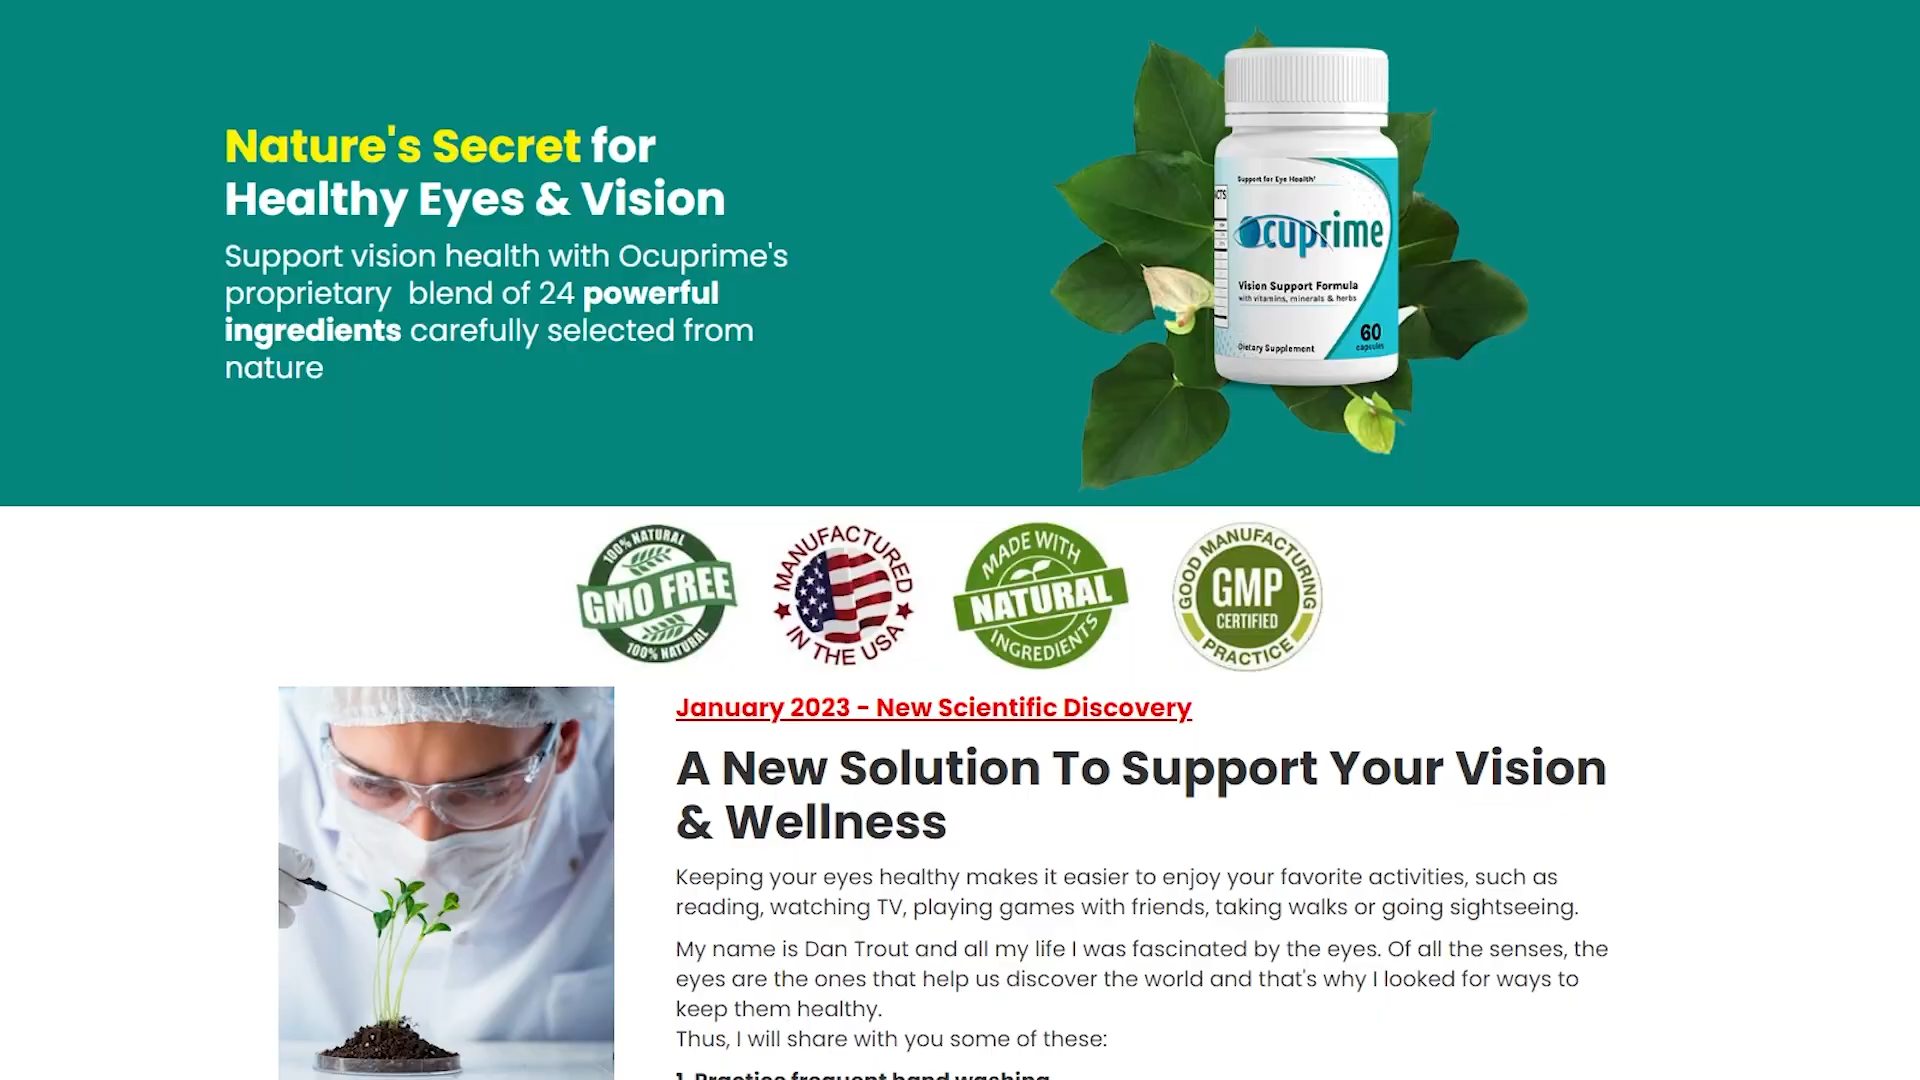 Nature's Secret for
Healthy Eyes & Vision
Support vision health with Ocuprime's
proprietary blend of 24 powerful
ingredients carefully selected from
nature
Support for Eye Health*
Ocuprime
Vision Support Formula
with vitamins, minerals & herbs
60
capsules
Dietary Supplement
100% NATURAL
GMO FREE
100% NATURAL
MANUFACTURED
IN THE USA
MADE WITH
NATURAL
INGREDIENTS
GOOD MANUFACTURING
GMP
CERTIFIED
PRACTICE
January 2023 - New Scientific Discovery
A New Solution To Support Your Vision
& Wellness
Keeping your eyes healthy makes it easier to enjoy your favorite activities, such as
reading, watching TV, playing games with friends, taking walks or going sightseeing.
My name is Dan Trout and all my life I was fascinated by the eyes. Of all the senses, the
eyes are the ones that help us discover the world and that's why I looked for ways to
keep them healthy.
Thus, I will share with you some of these:
1. Practice frequent hand washing